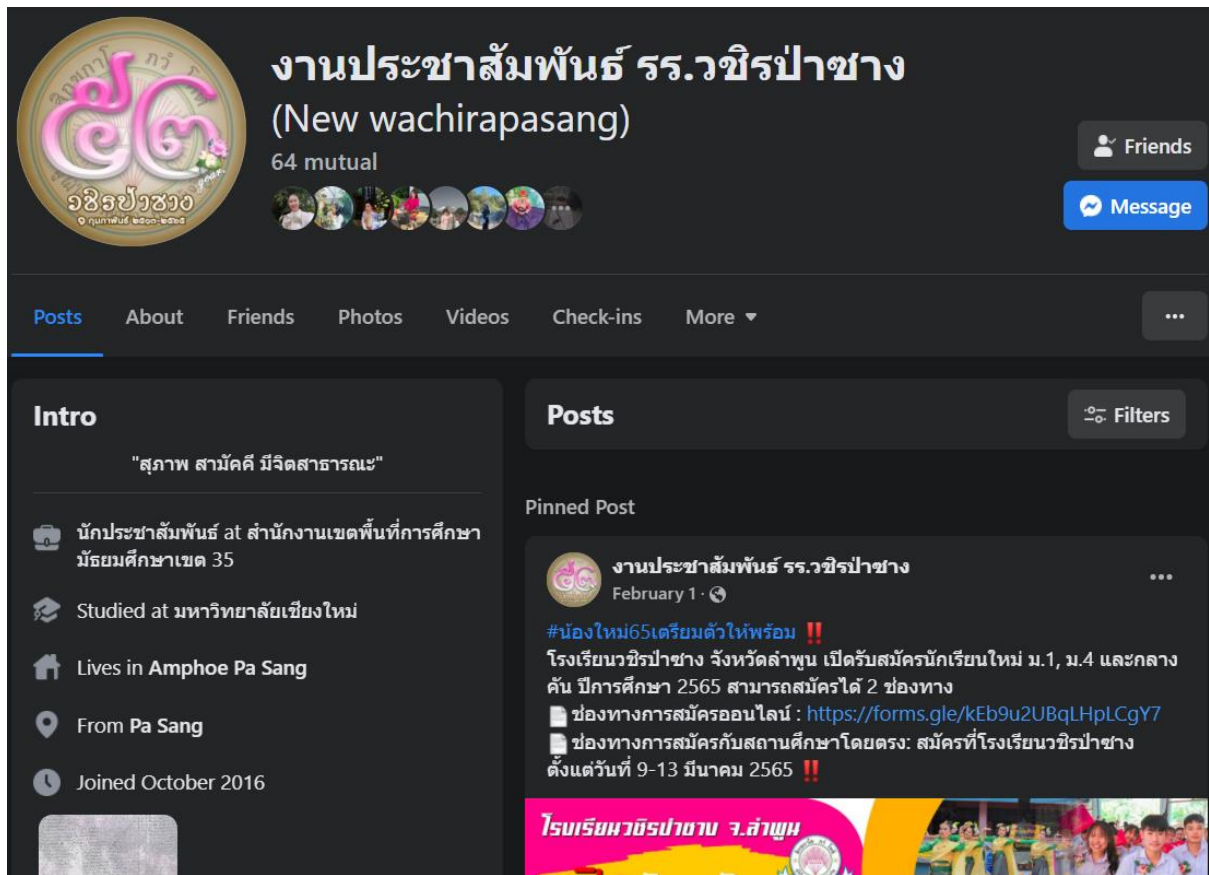 ๕๓
year
วชิรป่าซาง
งานประชาสัมพันธ์ รร.วชิรป่าซาง
(New wachirapasang)
64 mutual
Friends
Message
Posts
About
Friends
Photos
Videos
Check-ins
More
Intro
"สุภาพ สามัคคี มีจิตสาธารณะ"
นักประชาสัมพันธ์ at สำนักงานเขตพื้นที่การศึกษา
มัธยมศึกษาเขต 35
Studied at มหาวิทยาลัยเชียงใหม่
Lives in Amphoe Pa Sang
From Pa Sang
Joined October 2016
Posts
Filters
Pinned Post
งานประชาสัมพันธ์ รร.วชิรป่าซาง
February 1 ·
#น้องใหม่65เตรียมตัวให้พร้อม ‼️
โรงเรียนวชิรป่าซาง จังหวัดลำพูน เปิดรับสมัครนักเรียนใหม่ ม.1, ม.4 และกลาง
คัน ปีการศึกษา 2565 สามารถสมัครได้ 2 ช่องทาง
📄ช่องทางการสมัครออนไลน์ : https://forms.gle/kEb9u2UBqLHpLCgY7
📄ช่องทางการสมัครกับสถานศึกษาโดยตรง: สมัครที่โรงเรียนวชิรป่าซาง
ตั้งแต่วันที่ 9-13 มีนาคม 2565 ‼️
โรงเรียนวชิรป่าซาง จ.ลำพูน